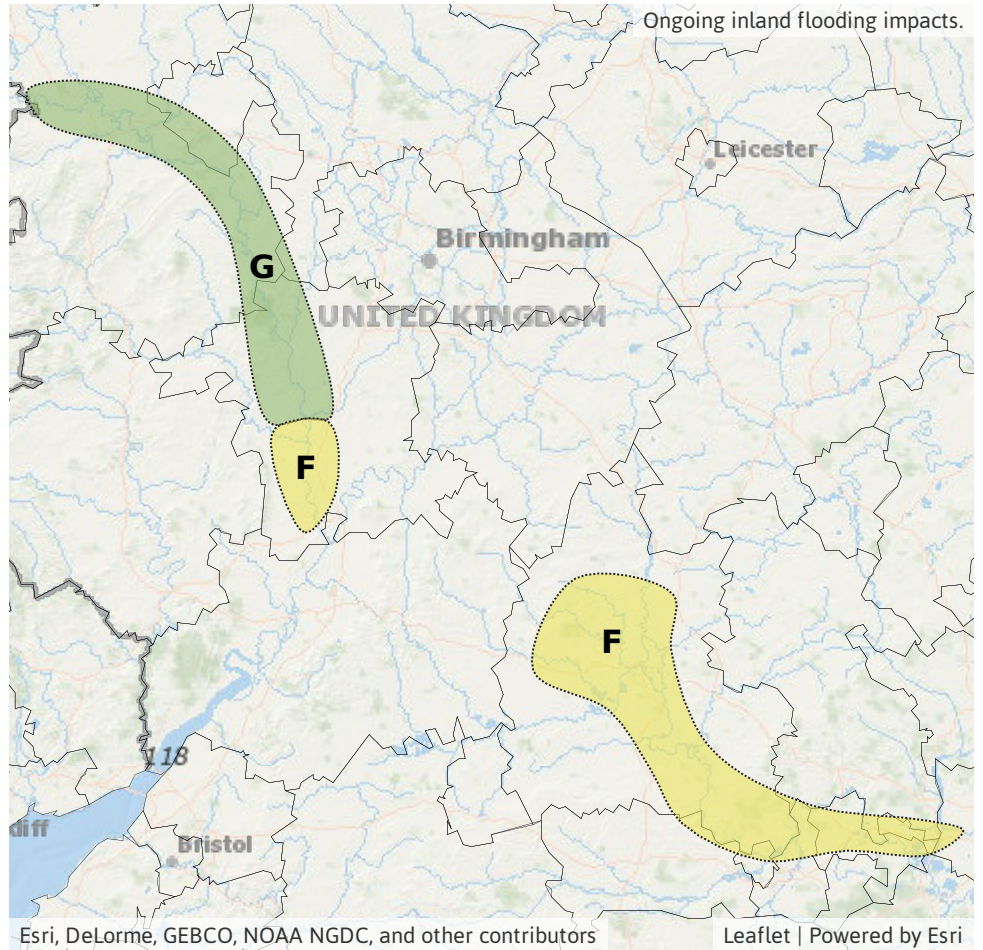 Ongoing inland flooding impacts.
Leicester
Birmingham
G
UNITED KINGDOM
F
F
118
diff
Bristol
Esri, DeLorme, GEBCO, NOAA NGDC, and other contributors
Leaflet | Powered by Esri